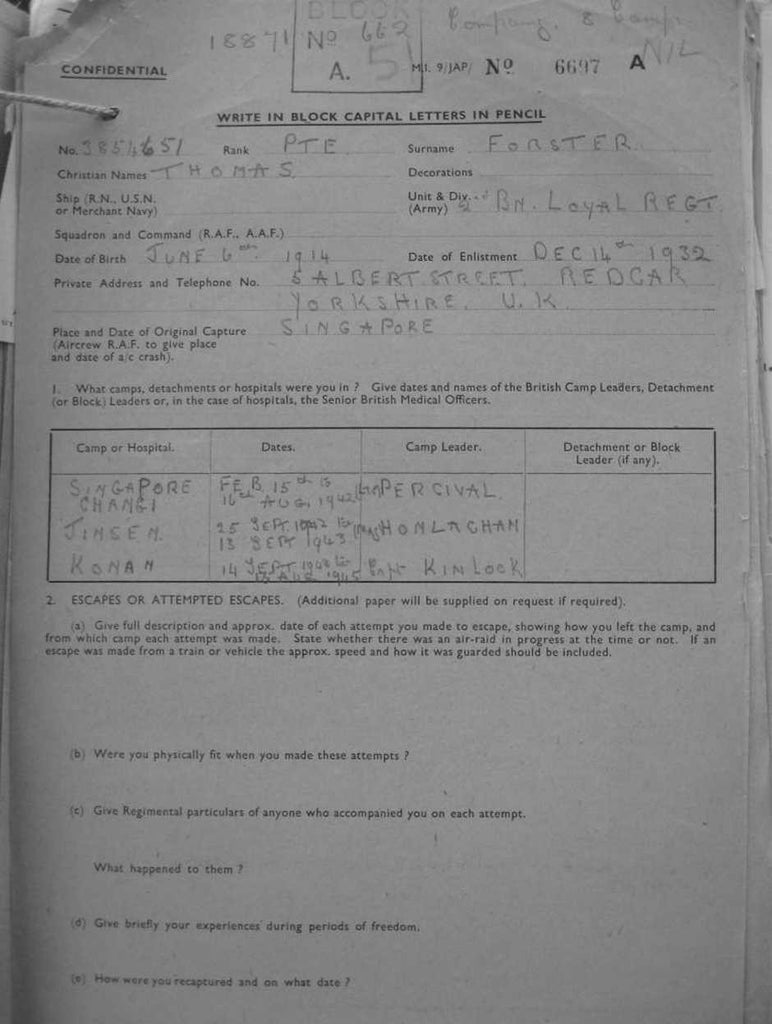 BLOCK
18871 No 662 Company. & Camp
A. 51 N/L
CONFIDENTIAL M.I. 9/JAP/ No 6697 A
WRITE IN BLOCK CAPITAL LETTERS IN PENCIL
No. 3854651 Rank PTE Surname FORSTER
Christian Names THOMAS Decorations
Ship (R.N., U.S.N. Unit & Div. 2nd BN. LOYAL REGT
or Merchant Navy) (Army)
Squadron and Command (R.A.F., A.A.F.)
Date of Birth JUNE 6th 1914 Date of Enlistment DEC 14th 1932
Private Address and Telephone No. 5 ALBERT STREET. REDCAR
YORKSHIRE. U.K.
Place and Date of Original Capture SINGAPORE
(Aircrew R.A.F. to give place
and date of a/c crash).
1. What camps, detachments or hospitals were you in ? Give dates and names of the British Camp Leaders, Detachment
(or Block) Leaders or, in the case of hospitals, the Senior British Medical Officers.
Camp or Hospital. Dates. Camp Leader. Detachment or Block
Leader (if any).
SINGAPORE FEB. 15th to PERCIVAL
CHANGI 16th AUG, 1942
JINSEN. 25 SEPT. 1942 to
13 SEPT 1943
KONAN 14 SEPT. 1943 to Capt KINLOCK
1945
2. ESCAPES OR ATTEMPTED ESCAPES. (Additional paper will be supplied on request if required).
(a) Give full description and approx. date of each attempt you made to escape, showing how you left the camp, and
from which camp each attempt was made. State whether there was an air-raid in progress at the time or not. If an
escape was made from a train or vehicle the approx. speed and how it was guarded should be included.
(b) Were you physically fit when you made these attempts ?
(c) Give Regimental particulars of anyone who accompanied you on each attempt.
What happened to them ?
(d) Give briefly your experiences during periods of freedom.
(e) How were you recaptured and on what date ?